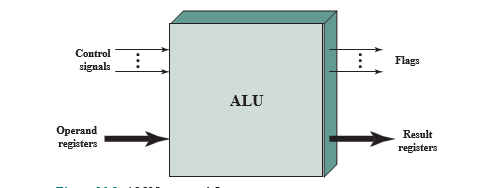 Control
signals
Flags
ALU
Operand
registers
Result
registers